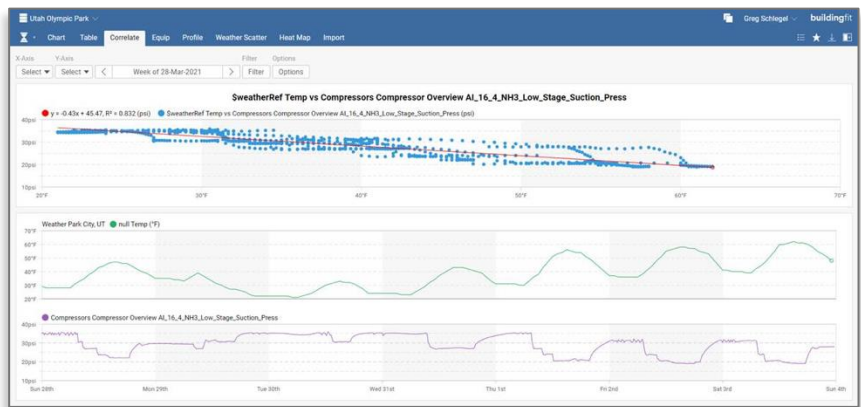 Utah Olympic Park
Greg Schlegel
buildingfit
Chart Table Correlate Equip Profile Weather Scatter Heat Map Import
X-Axis Y-Axis Filter Options
Select Select < Week of 28-Mar-2021 > Filter Options
$weatherRef Temp vs Compressors Compressor Overview AI_16_4_NH3_Low_Stage_Suction_Press
y = -0.43x + 45.47, R² = 0.832 (psi) $weatherRef Temp vs Compressors Compressor Overview AI_16_4_NH3_Low_Stage_Suction_Press (psi)
40psi
30psi
20psi
10psi
20°F 30°F 40°F 50°F 60°F 70°F
Weather Park City, UT null Temp (°F)
70°F
60°F
50°F
40°F
30°F
20°F
Compressors Compressor Overview AI_16_4_NH3_Low_Stage_Suction_Press
40psi
30psi
20psi
10psi
Sun 28th Mon 29th Tue 30th Wed 31st Thu 1st Fri 2nd Sat 3rd Sun 4th